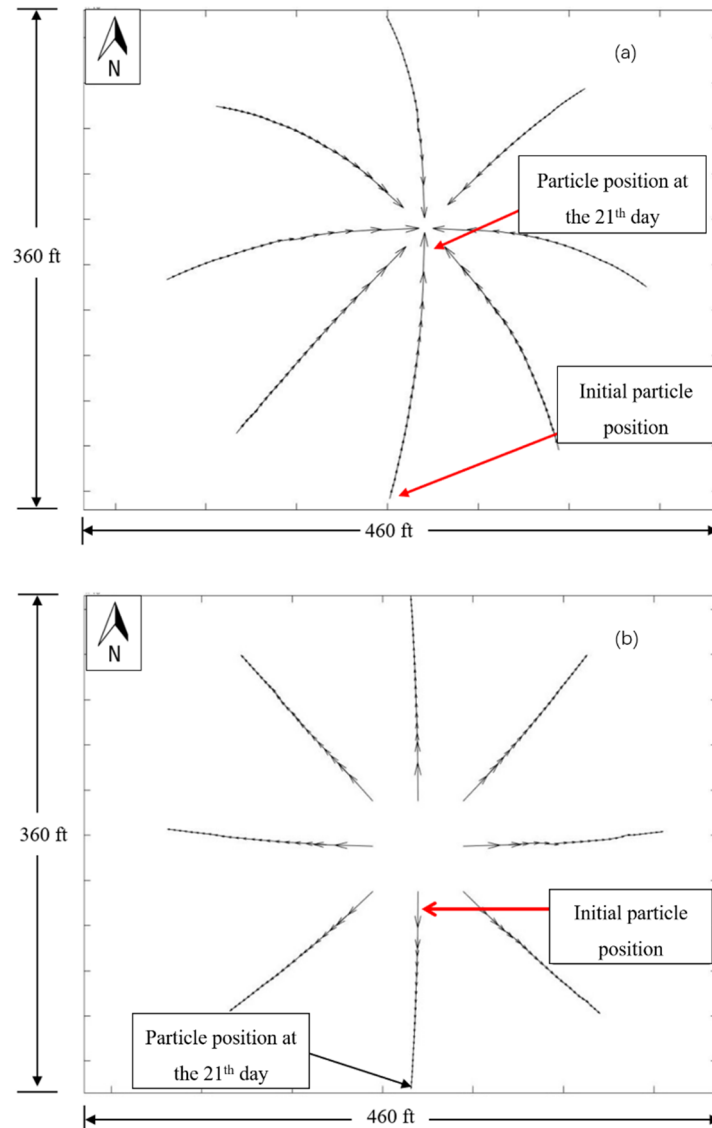 N
(a)
Particle position at
the 21th day
360 ft
Initial particle
position
460 ft
N
(b)
360 ft
Initial particle
position
Particle position at
the 21th day
460 ft